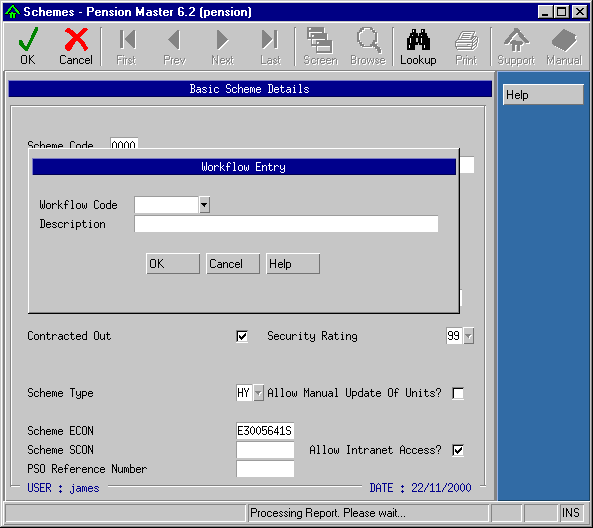 Schemes - Pension Master 6.2 (pension)
OK Cancel First Prev Next Last Screen Browse Lookup Print Support Manual
Basic Scheme Details
Help
Scheme Code 0000
Workflow Entry
Workflow Code
Description
OK Cancel Help
Contracted Out Security Rating 99
Scheme Type HY Allow Manual Update Of Units?
Scheme ECON E3005641S
Scheme SCON Allow Intranet Access?
PSO Reference Number
USER : james DATE : 22/11/2000
Processing Report. Please wait... INS